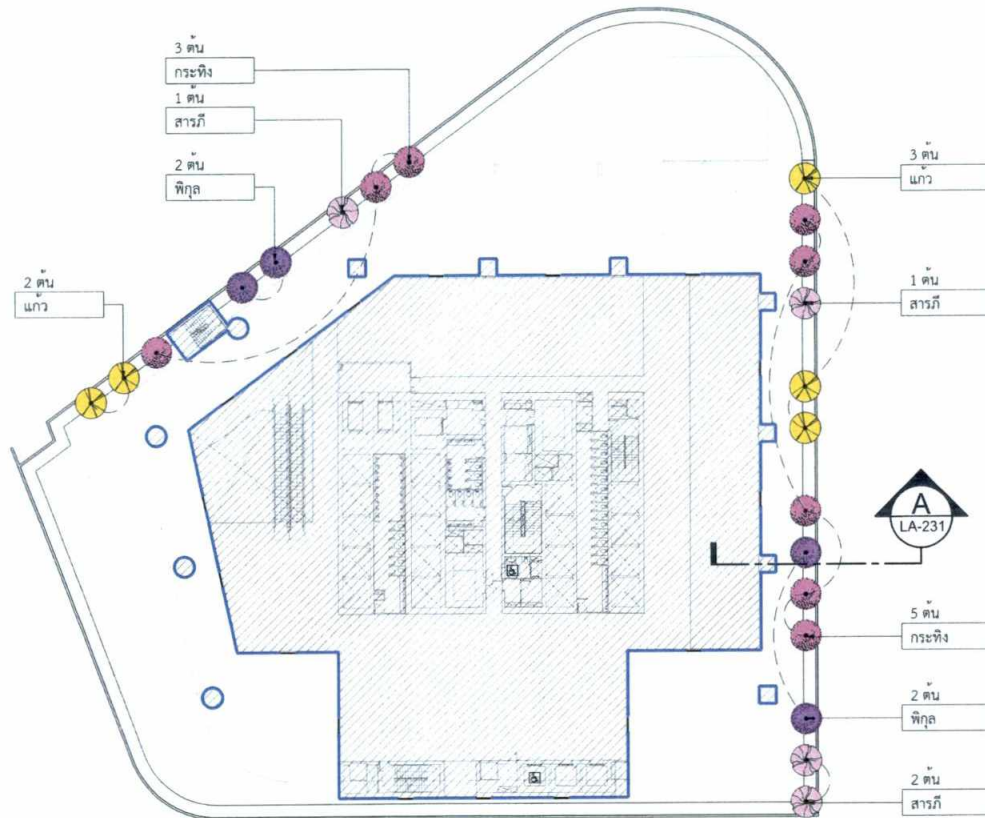 3 ต้น
กระทิง
1 ต้น
สารภี
2 ต้น
พิกุล
2 ต้น
แก้ว
3 ต้น
แก้ว
1 ต้น
สารภี
A
LA-231
5 ต้น
กระทิง
2 ต้น
พิกุล
2 ต้น
สารภี